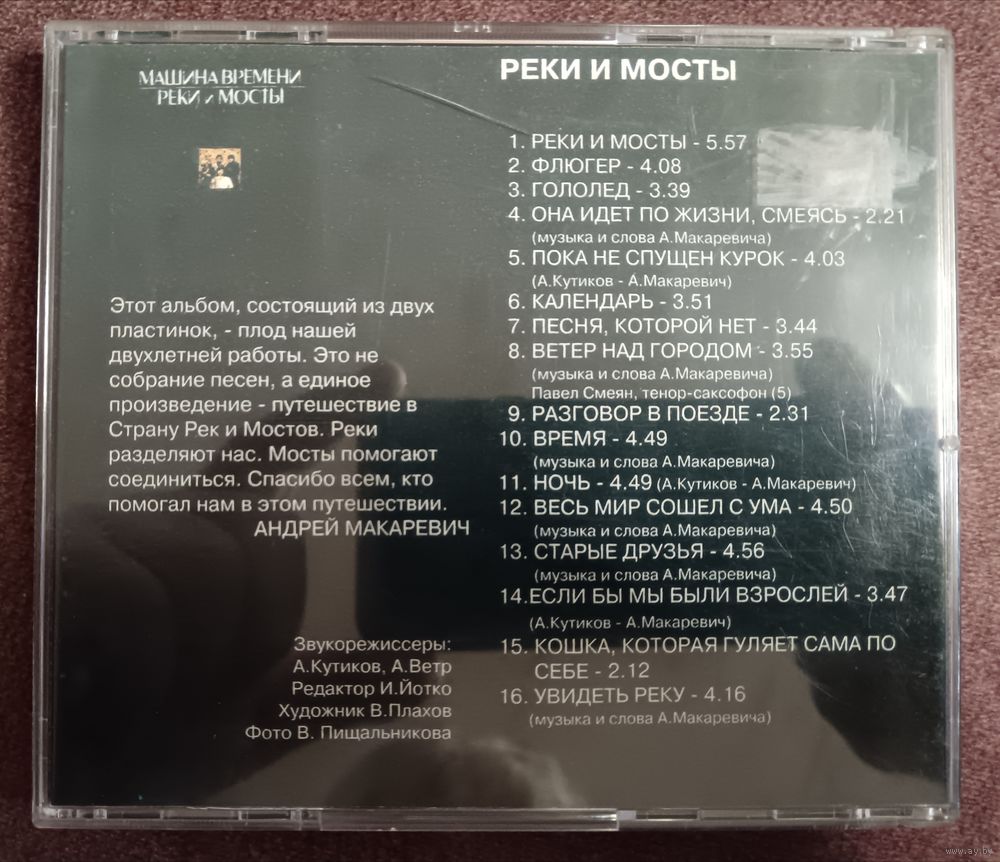 МАШИНА ВРЕМЕНИ
РЕКИ и МОСТЫ
Этот альбом, состоящий из двух
пластинок, - плод нашей
двухлетней работы. Это не
собрание песен, а единое
произведение - путешествие в
Страну Рек и Мостов. Реки
разделяют нас. Мосты помогают
соединиться. Спасибо всем, кто
помогал нам в этом путешествии.
АНДРЕЙ МАКАРЕВИЧ
Звукорежиссеры:
А.Кутиков, А.Ветр
Редактор И.Йотко
Художник В.Плахов
Фото В. Пищальникова
РЕКИ И МОСТЫ
1. РЕКИ И МОСТЫ - 5.57
2. ФЛЮГЕР - 4.08
3. ГОЛОЛЕД - 3.39
4. ОНА ИДЕТ ПО ЖИЗНИ, СМЕЯСЬ - 2.21
(музыка и слова А.Макаревича)
5. ПОКА НЕ СПУЩЕН КУРОК - 4.03
(А.Кутиков - А.Макаревич)
6. КАЛЕНДАРЬ - 3.51
7. ПЕСНЯ, КОТОРОЙ НЕТ - 3.44
8. ВЕТЕР НАД ГОРОДОМ - 3.55
(музыка и слова А.Макаревича)
Павел Смеян, тенор-саксофон (5)
9. РАЗГОВОР В ПОЕЗДЕ - 2.31
10. ВРЕМЯ - 4.49
(музыка и слова А.Макаревича)
11. НОЧЬ - 4.49 (А.Кутиков - А.Макаревич)
12. ВЕСЬ МИР СОШЕЛ С УМА - 4.50
(музыка и слова А.Макаревича)
13. СТАРЫЕ ДРУЗЬЯ - 4.56
(музыка и слова А.Макаревича)
14.ЕСЛИ БЫ МЫ БЫЛИ ВЗРОСЛЕЙ - 3.47
(А.Кутиков - А.Макаревич)
15. КОШКА, КОТОРАЯ ГУЛЯЕТ САМА ПО
СЕБЕ - 2.12
16. УВИДЕТЬ РЕКУ - 4.16
(музыка и слова А.Макаревича)
www.ay.by